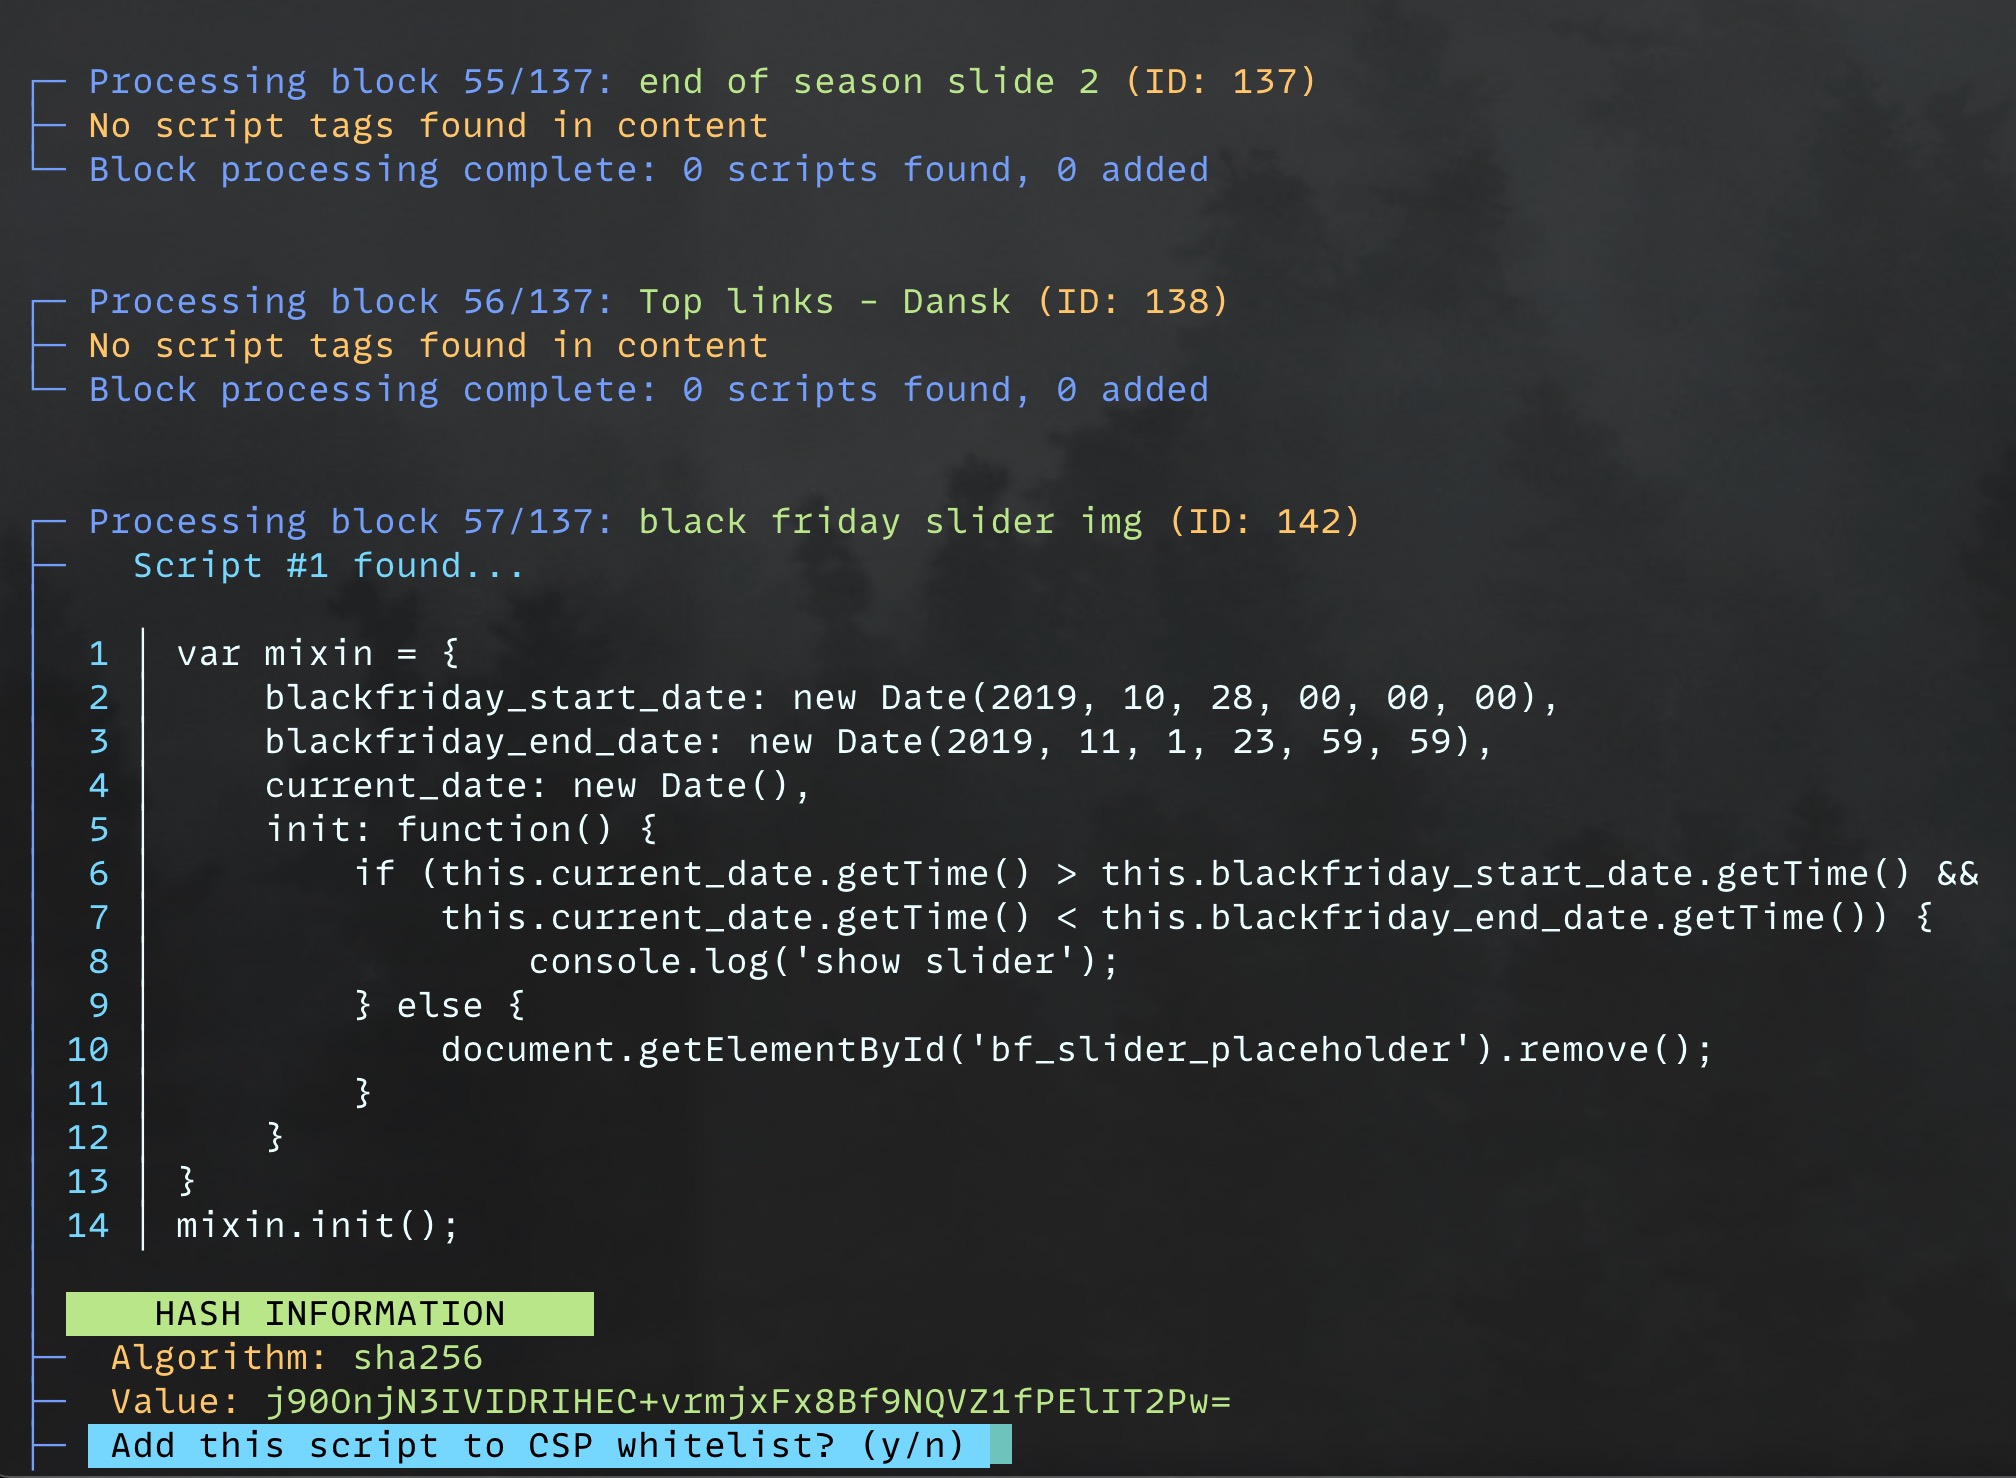 Processing block 55/137: end of season slide 2 (ID: 137)
No script tags found in content
Block processing complete: 0 scripts found, 0 added
Processing block 56/137: Top links - Dansk (ID: 138)
No script tags found in content
Block processing complete: 0 scripts found, 0 added
Processing block 57/137: black friday slider img (ID: 142)
Script #1 found...
1 │ var mixin = {
2 │     blackfriday_start_date: new Date(2019, 10, 28, 00, 00, 00),
3 │     blackfriday_end_date: new Date(2019, 11, 1, 23, 59, 59),
4 │     current_date: new Date(),
5 │     init: function() {
6 │         if (this.current_date.getTime() > this.blackfriday_start_date.getTime() &&
7 │             this.current_date.getTime() < this.blackfriday_end_date.getTime()) {
8 │                 console.log('show slider');
9 │         } else {
10 │             document.getElementById('bf_slider_placeholder').remove();
11 │         }
12 │     }
13 │ }
14 │ mixin.init();
HASH INFORMATION
Algorithm: sha256
Value: j90OnjN3IVIDRIHEC+vrmjxFx8Bf9NQVZ1fPElIT2Pw=
Add this script to CSP whitelist? (y/n)